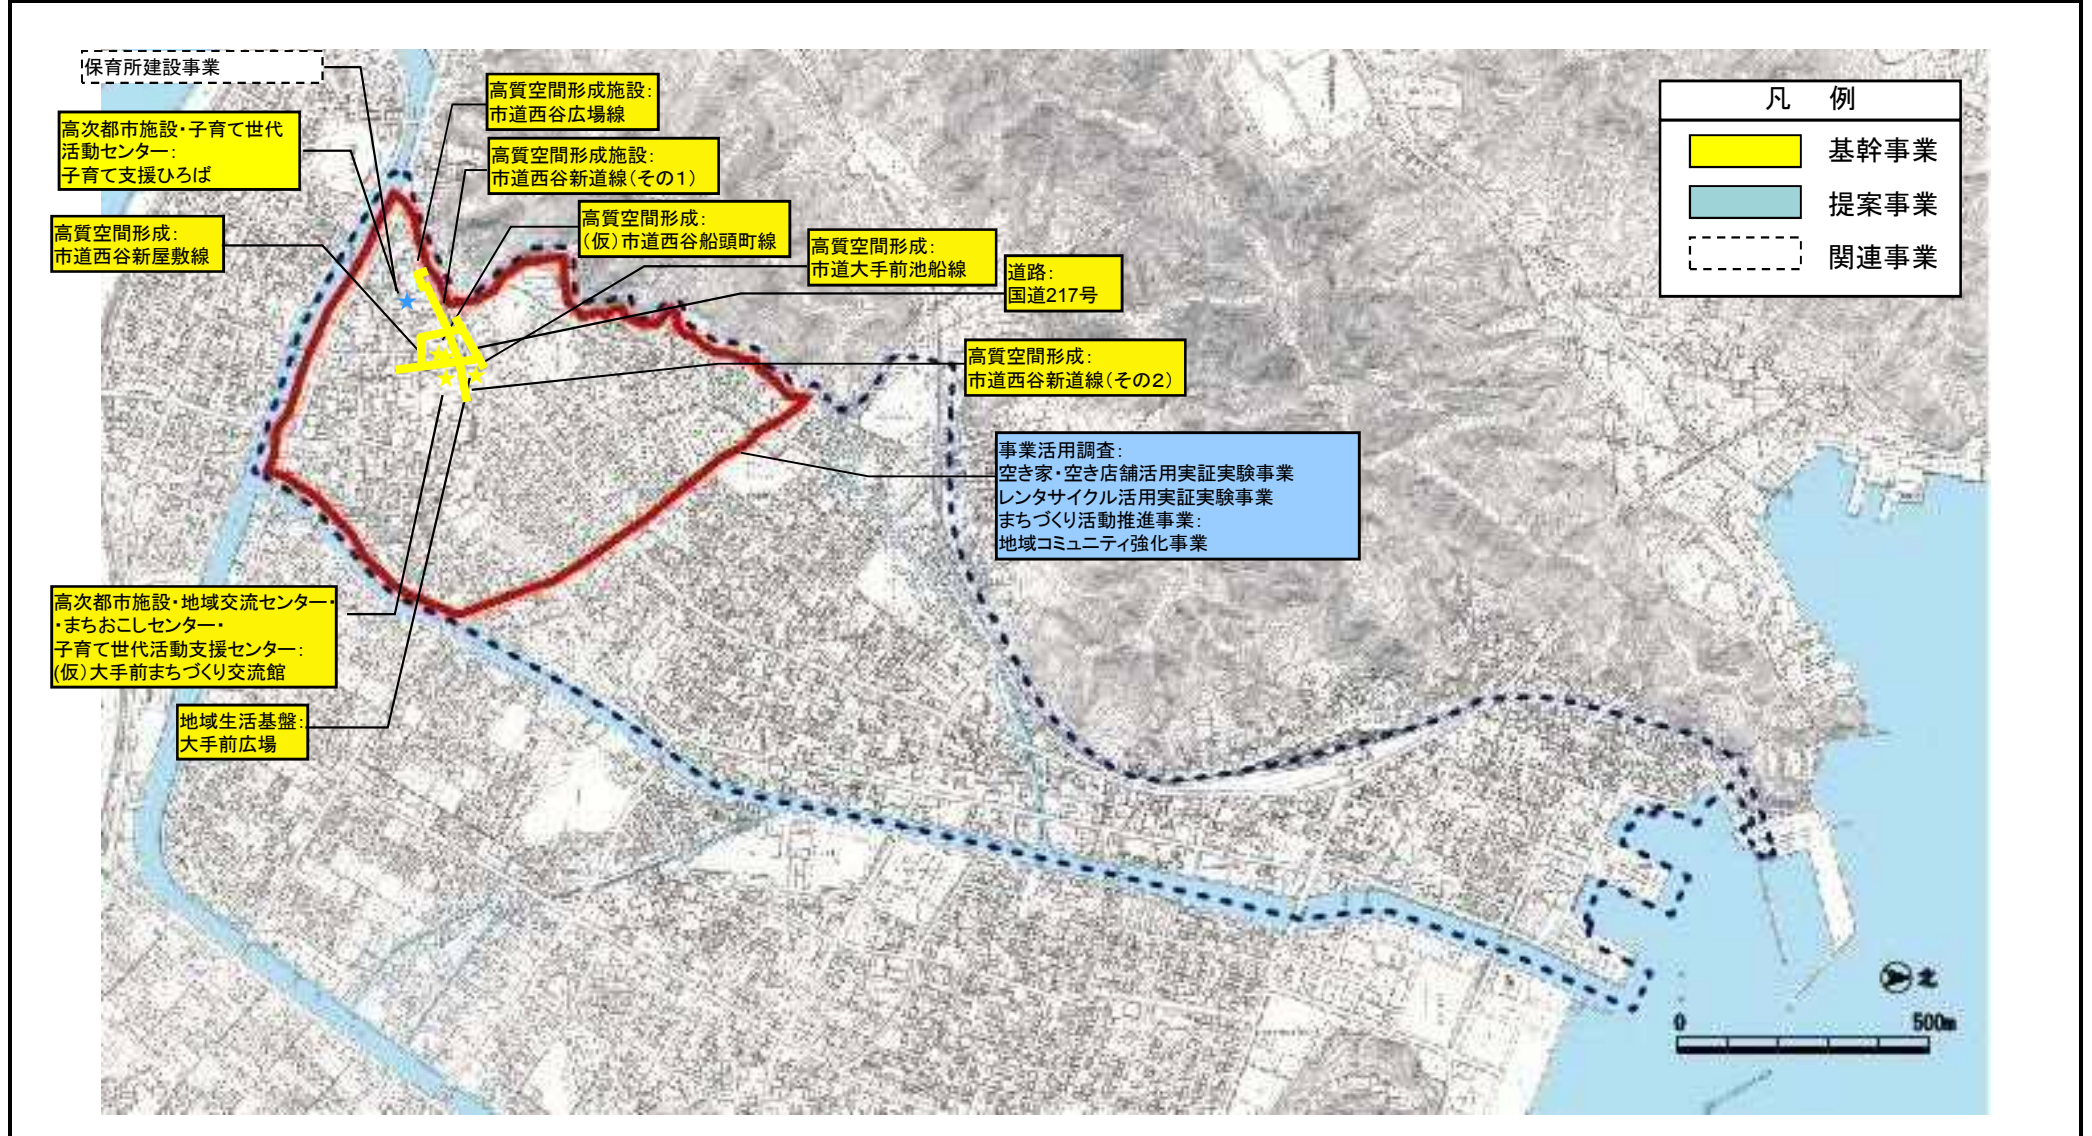 保育所建設事業
高次都市施設・子育て世代
活動センター：
子育て支援ひろば
高質空間形成：
市道西谷新屋敷線
高質空間形成施設：
市道西谷広場線
高質空間形成施設：
市道西谷新道線（その１）
高質空間形成：
（仮）市道西谷船頭町線
高質空間形成：
市道大手前池船線
道路：
国道217号
高質空間形成：
市道西谷新道線（その２）
事業活用調査：
空き家・空き店舗活用実証実験事業
レンタサイクル活用実証実験事業
まちづくり活動推進事業：
地域コミュニティ強化事業
高次都市施設・地域交流センター・
・まちおこしセンター・
子育て世代活動支援センター：
（仮）大手前まちづくり交流館
地域生活基盤：
大手前広場
凡　例
基幹事業
提案事業
関連事業
北
0 500m